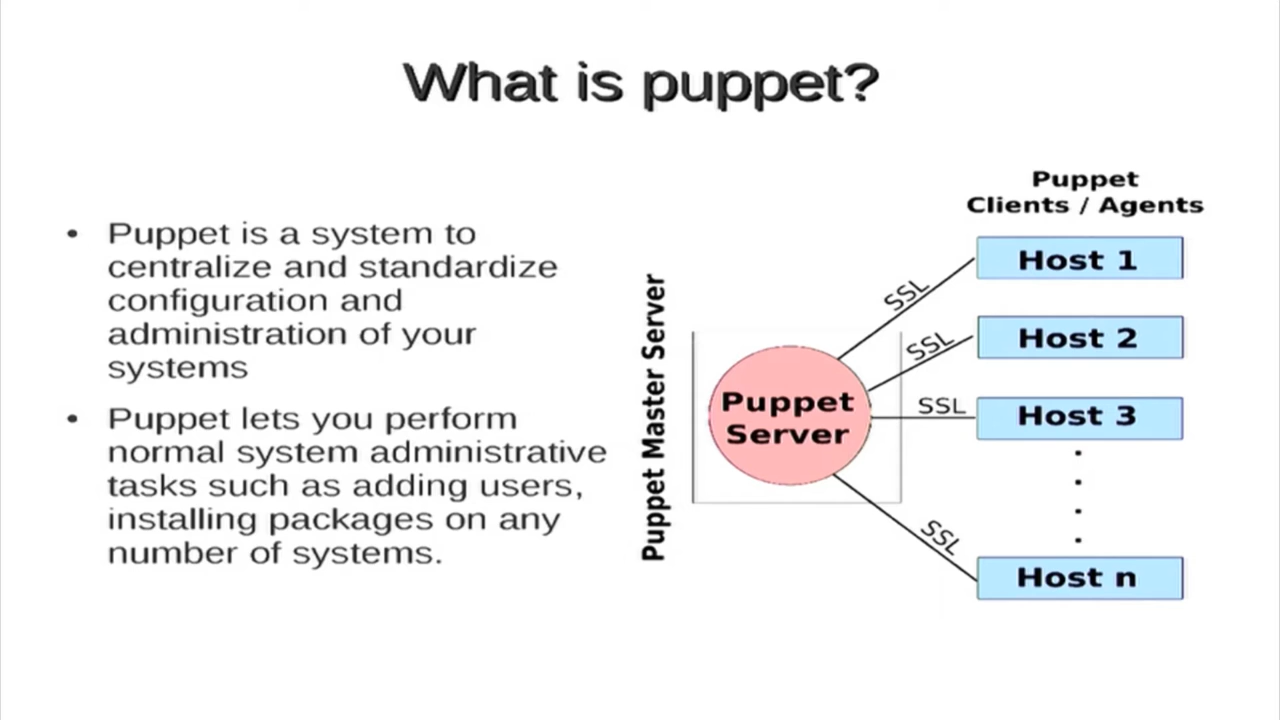 What is puppet?
• Puppet is a system to
centralize and standardize
configuration and
administration of your
systems
• Puppet lets you perform
normal system administrative
tasks such as adding users,
installing packages on any
number of systems.
Puppet Master Server
Puppet
Server
SSL
SSL
SSL
SSL
Puppet
Clients / Agents
Host 1
Host 2
Host 3
Host n